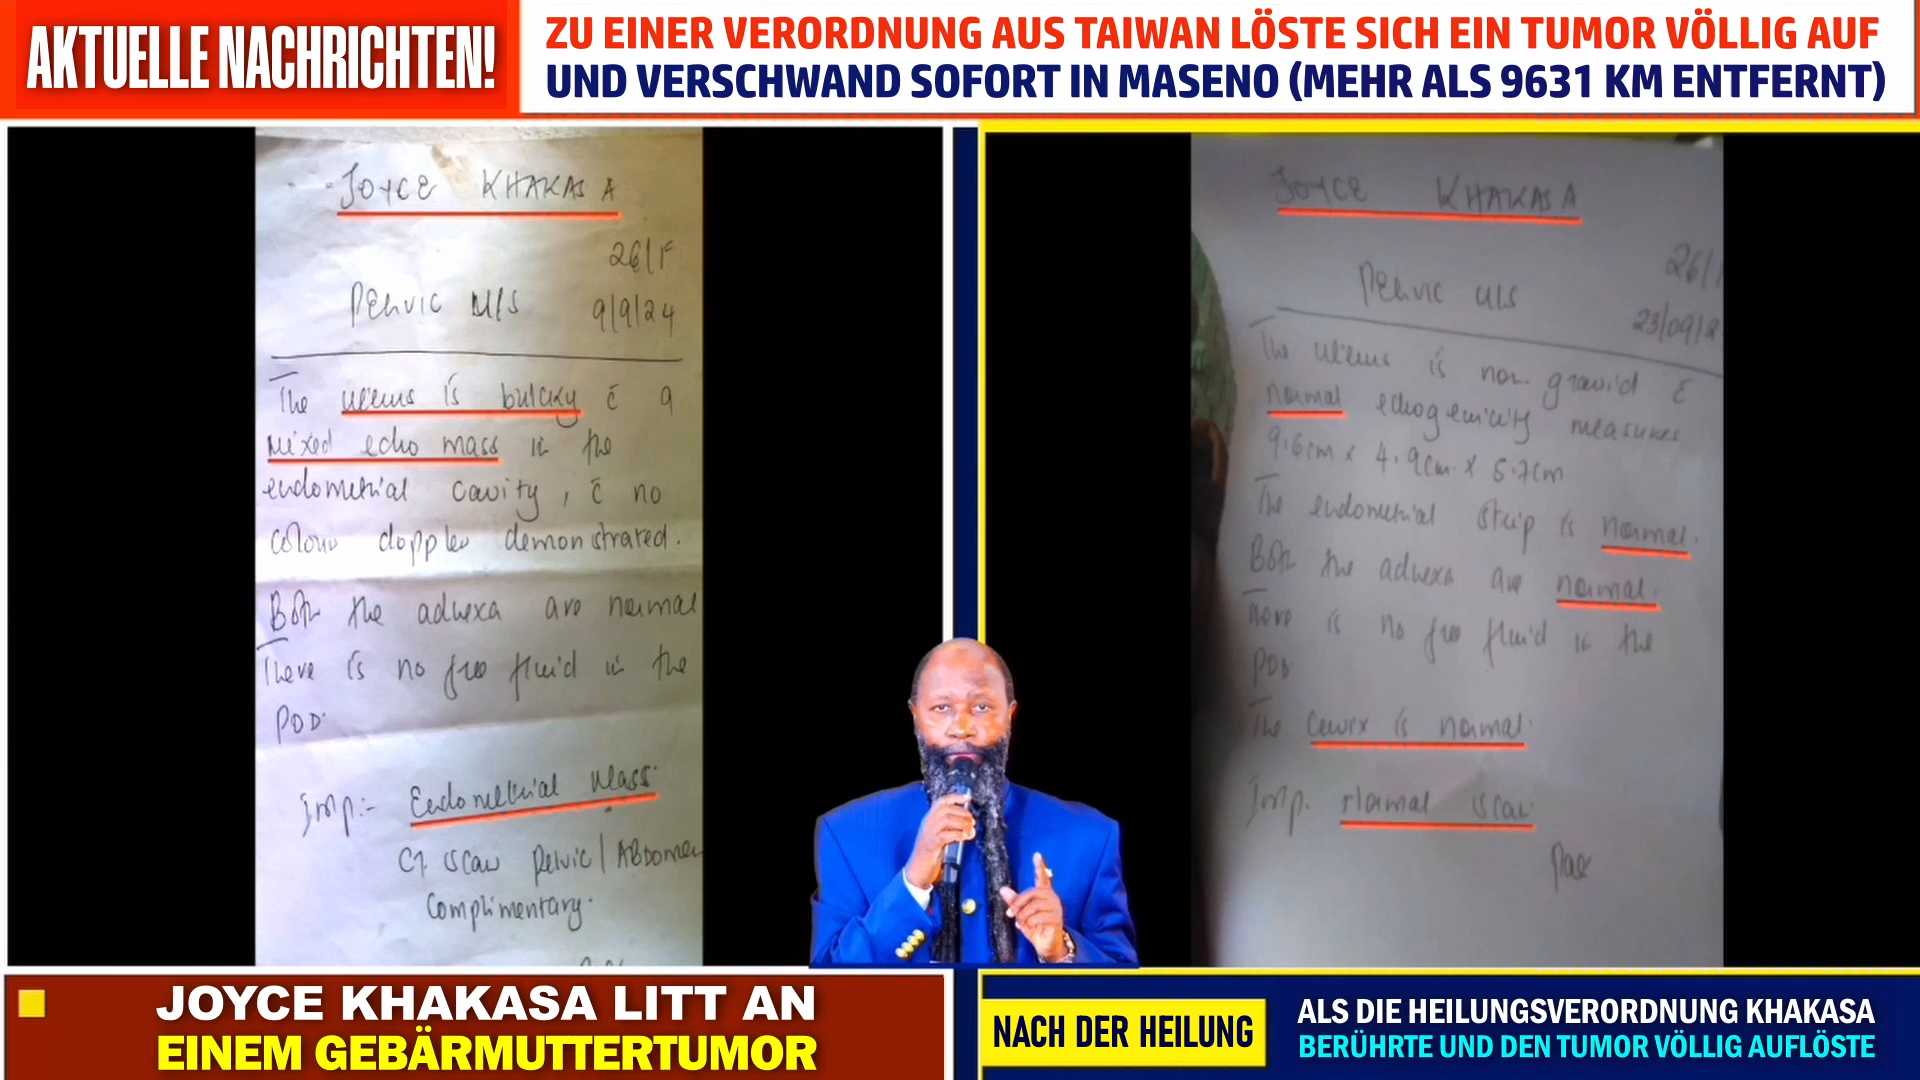 AKTUELLE NACHRICHTEN!
ZU EINER VERORDNUNG AUS TAIWAN LÖSTE SICH EIN TUMOR VÖLLIG AUF
UND VERSCHWAND SOFORT IN MASENO (MEHR ALS 9631 KM ENTFERNT)
JOYCE KHAKASA
26/F
PELVIC U/S 9/9/24
The uterus is bulcky c̄ a
mixed echo mass in the
endometrial cavity, c̄ no
colour doppler demonstrated.
Both the adnexa are normal
There is no free fluid in the
POD.
Imp:- Endometrial Mass.
CT scan pelvic/ABDomen
Complimentary.
JOYCE KHAKASA
26/
PELVIC U/S
23/09/2
The uterus is non gravid c̄
normal echogenicity measures
9.6cm x 4.9cm x 5.7cm
The endometrial strip is normal.
Both the adnexa are normal.
There is no free fluid in the
POD
The cervix is normal.
Imp. Normal scan
JOYCE KHAKASA LITT AN
EINEM GEBÄRMUTTERTUMOR
NACH DER HEILUNG
ALS DIE HEILUNGSVERORDNUNG KHAKASA
BERÜHRTE UND DEN TUMOR VÖLLIG AUFLÖSTE